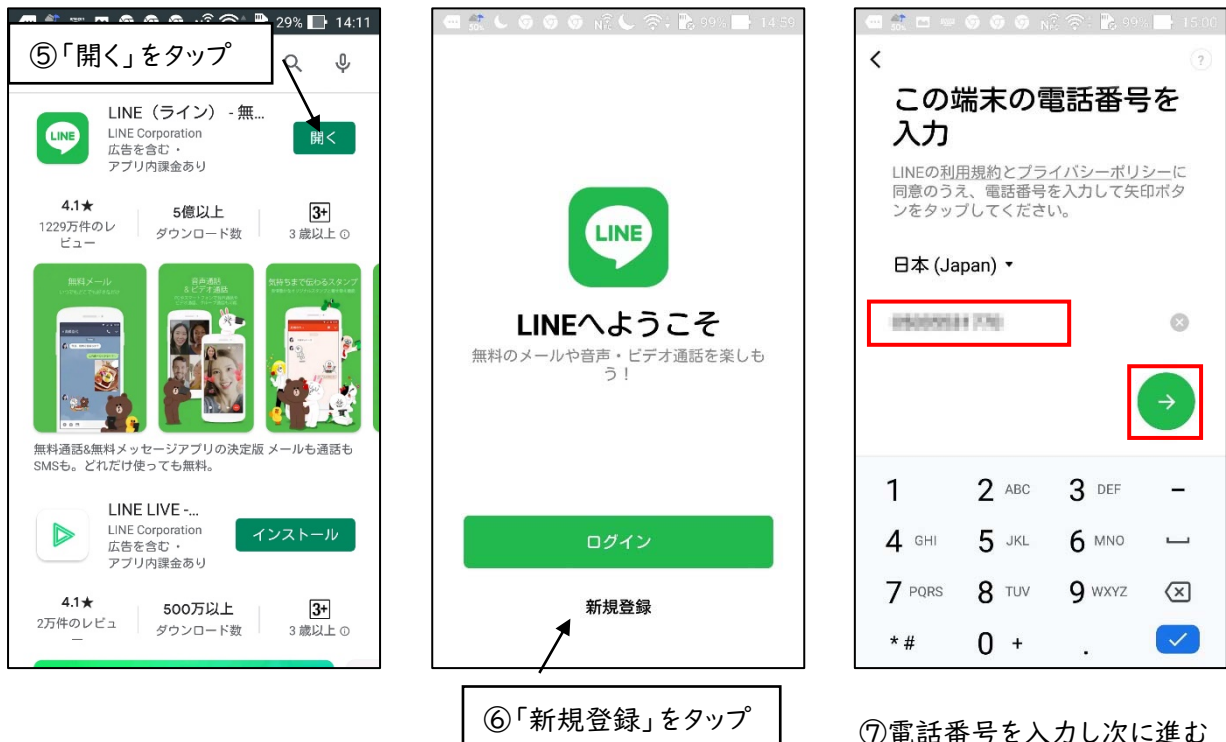 29% 14:11
⑤「開く」をタップ
LINE
LINE（ライン） - 無...
LINE Corporation
広告を含む・
アプリ内課金あり
開く
4.1★
1229万件のレ
ビュー
5億以上
ダウンロード数
3+
3 歳以上
無料メール
音声通話
&ビデオ通話
気持ちまで伝わるスタンプ
無料通話&無料メッセージアプリの決定版 メールも通話も
SMSも。どれだけ使っても無料。
LINE LIVE -...
LINE Corporation
広告を含む・
アプリ内課金あり
インストール
4.1★
2万件のレビュ
ー
500万以上
ダウンロード数
3+
3 歳以上
50% 99% 14:59
LINE
LINEへようこそ
無料のメールや音声・ビデオ通話を楽しも
う！
ログイン
新規登録
⑥「新規登録」をタップ
50% 99% 15:00
?
この端末の電話番号を
入力
LINEの利用規約とプライバシーポリシーに
同意のうえ、電話番号を入力して矢印ボタ
ンをタップしてください。
日本 (Japan)
1 2 ABC 3 DEF -
4 GHI 5 JKL 6 MNO
7 PQRS 8 TUV 9 WXYZ
* # 0 + .
⑦電話番号を入力し次に進む